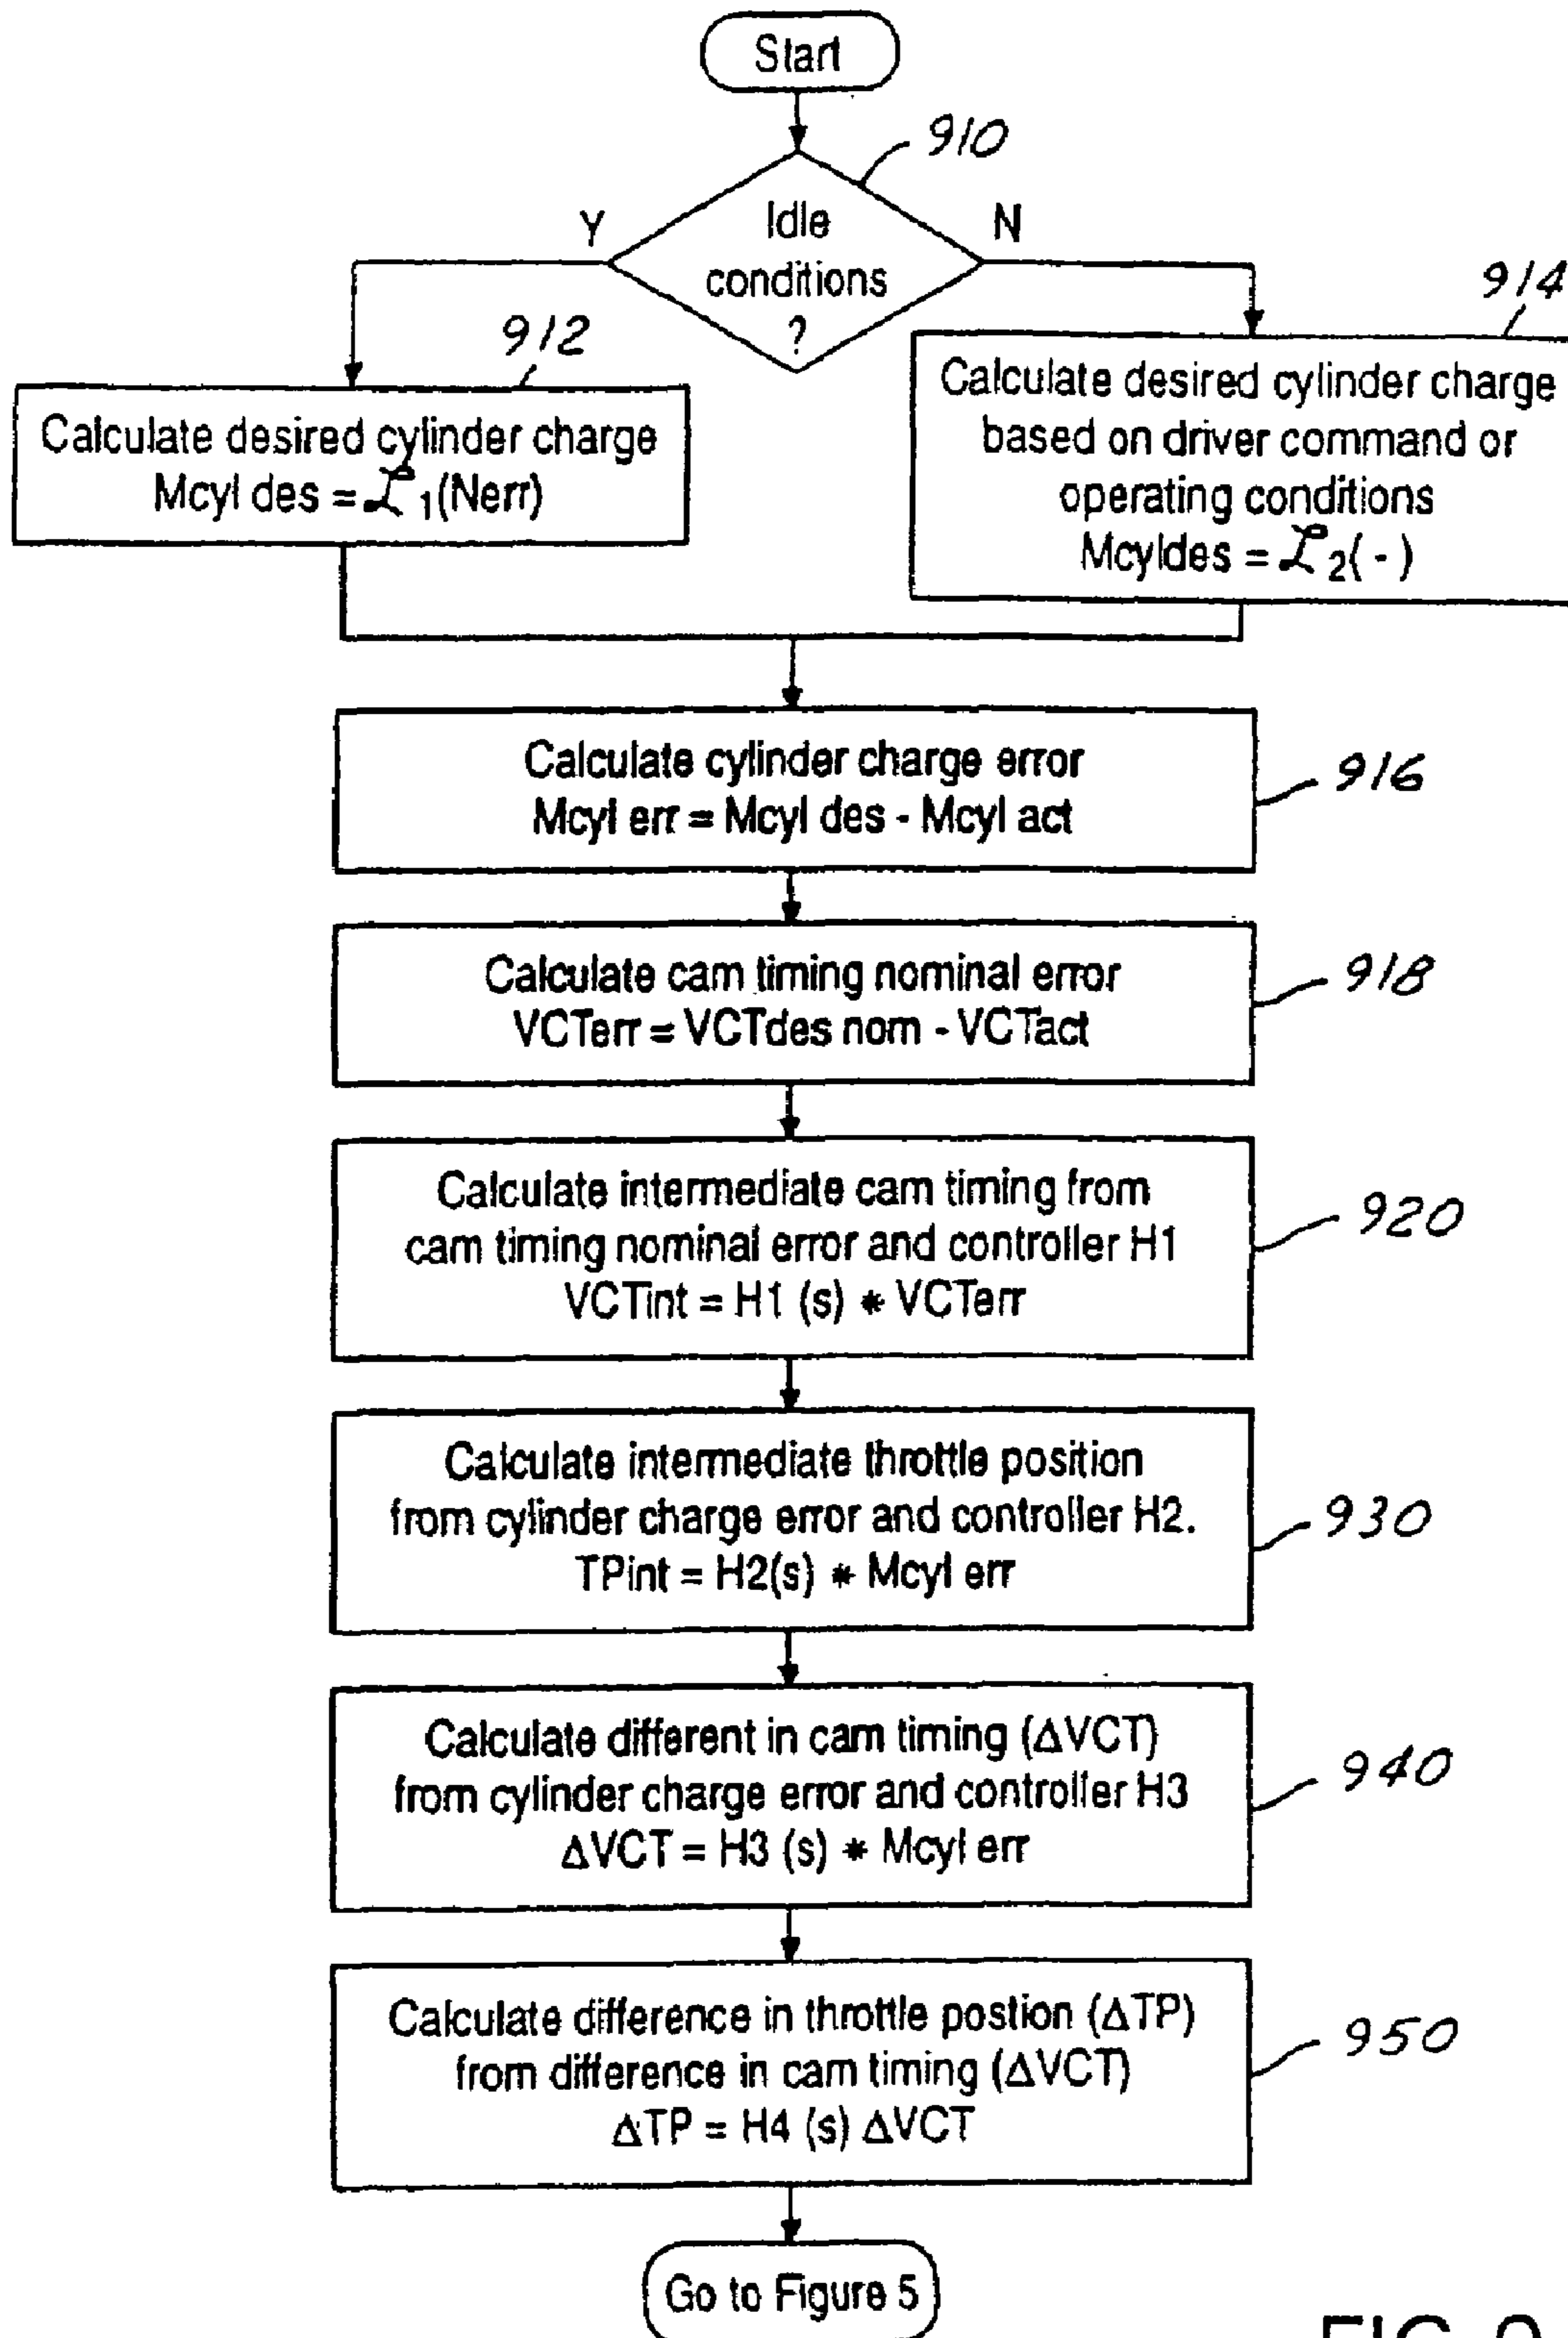 Start
910
Idle
conditions
?
Y
N
912
Calculate desired cylinder charge
Mcyl des = ℒ1(Nerr)
914
Calculate desired cylinder charge
based on driver command or
operating conditions
Mcyldes = ℒ2( - )
Calculate cylinder charge error
Mcyl err = Mcyl des - Mcyl act
916
Calculate cam timing nominal error
VCTerr = VCTdes nom - VCTact
918
Calculate intermediate cam timing from
cam timing nominal error and controller H1
VCTint = H1 (s) * VCTerr
920
Calculate intermediate throttle position
from cylinder charge error and controller H2.
TPint = H2(s) * Mcyl err
930
Calculate different in cam timing (ΔVCT)
from cylinder charge error and controller H3
ΔVCT = H3 (s) * Mcyl err
940
Calculate difference in throttle postion (ΔTP)
from difference in cam timing (ΔVCT)
ΔTP = H4 (s) ΔVCT
950
Go to Figure 5